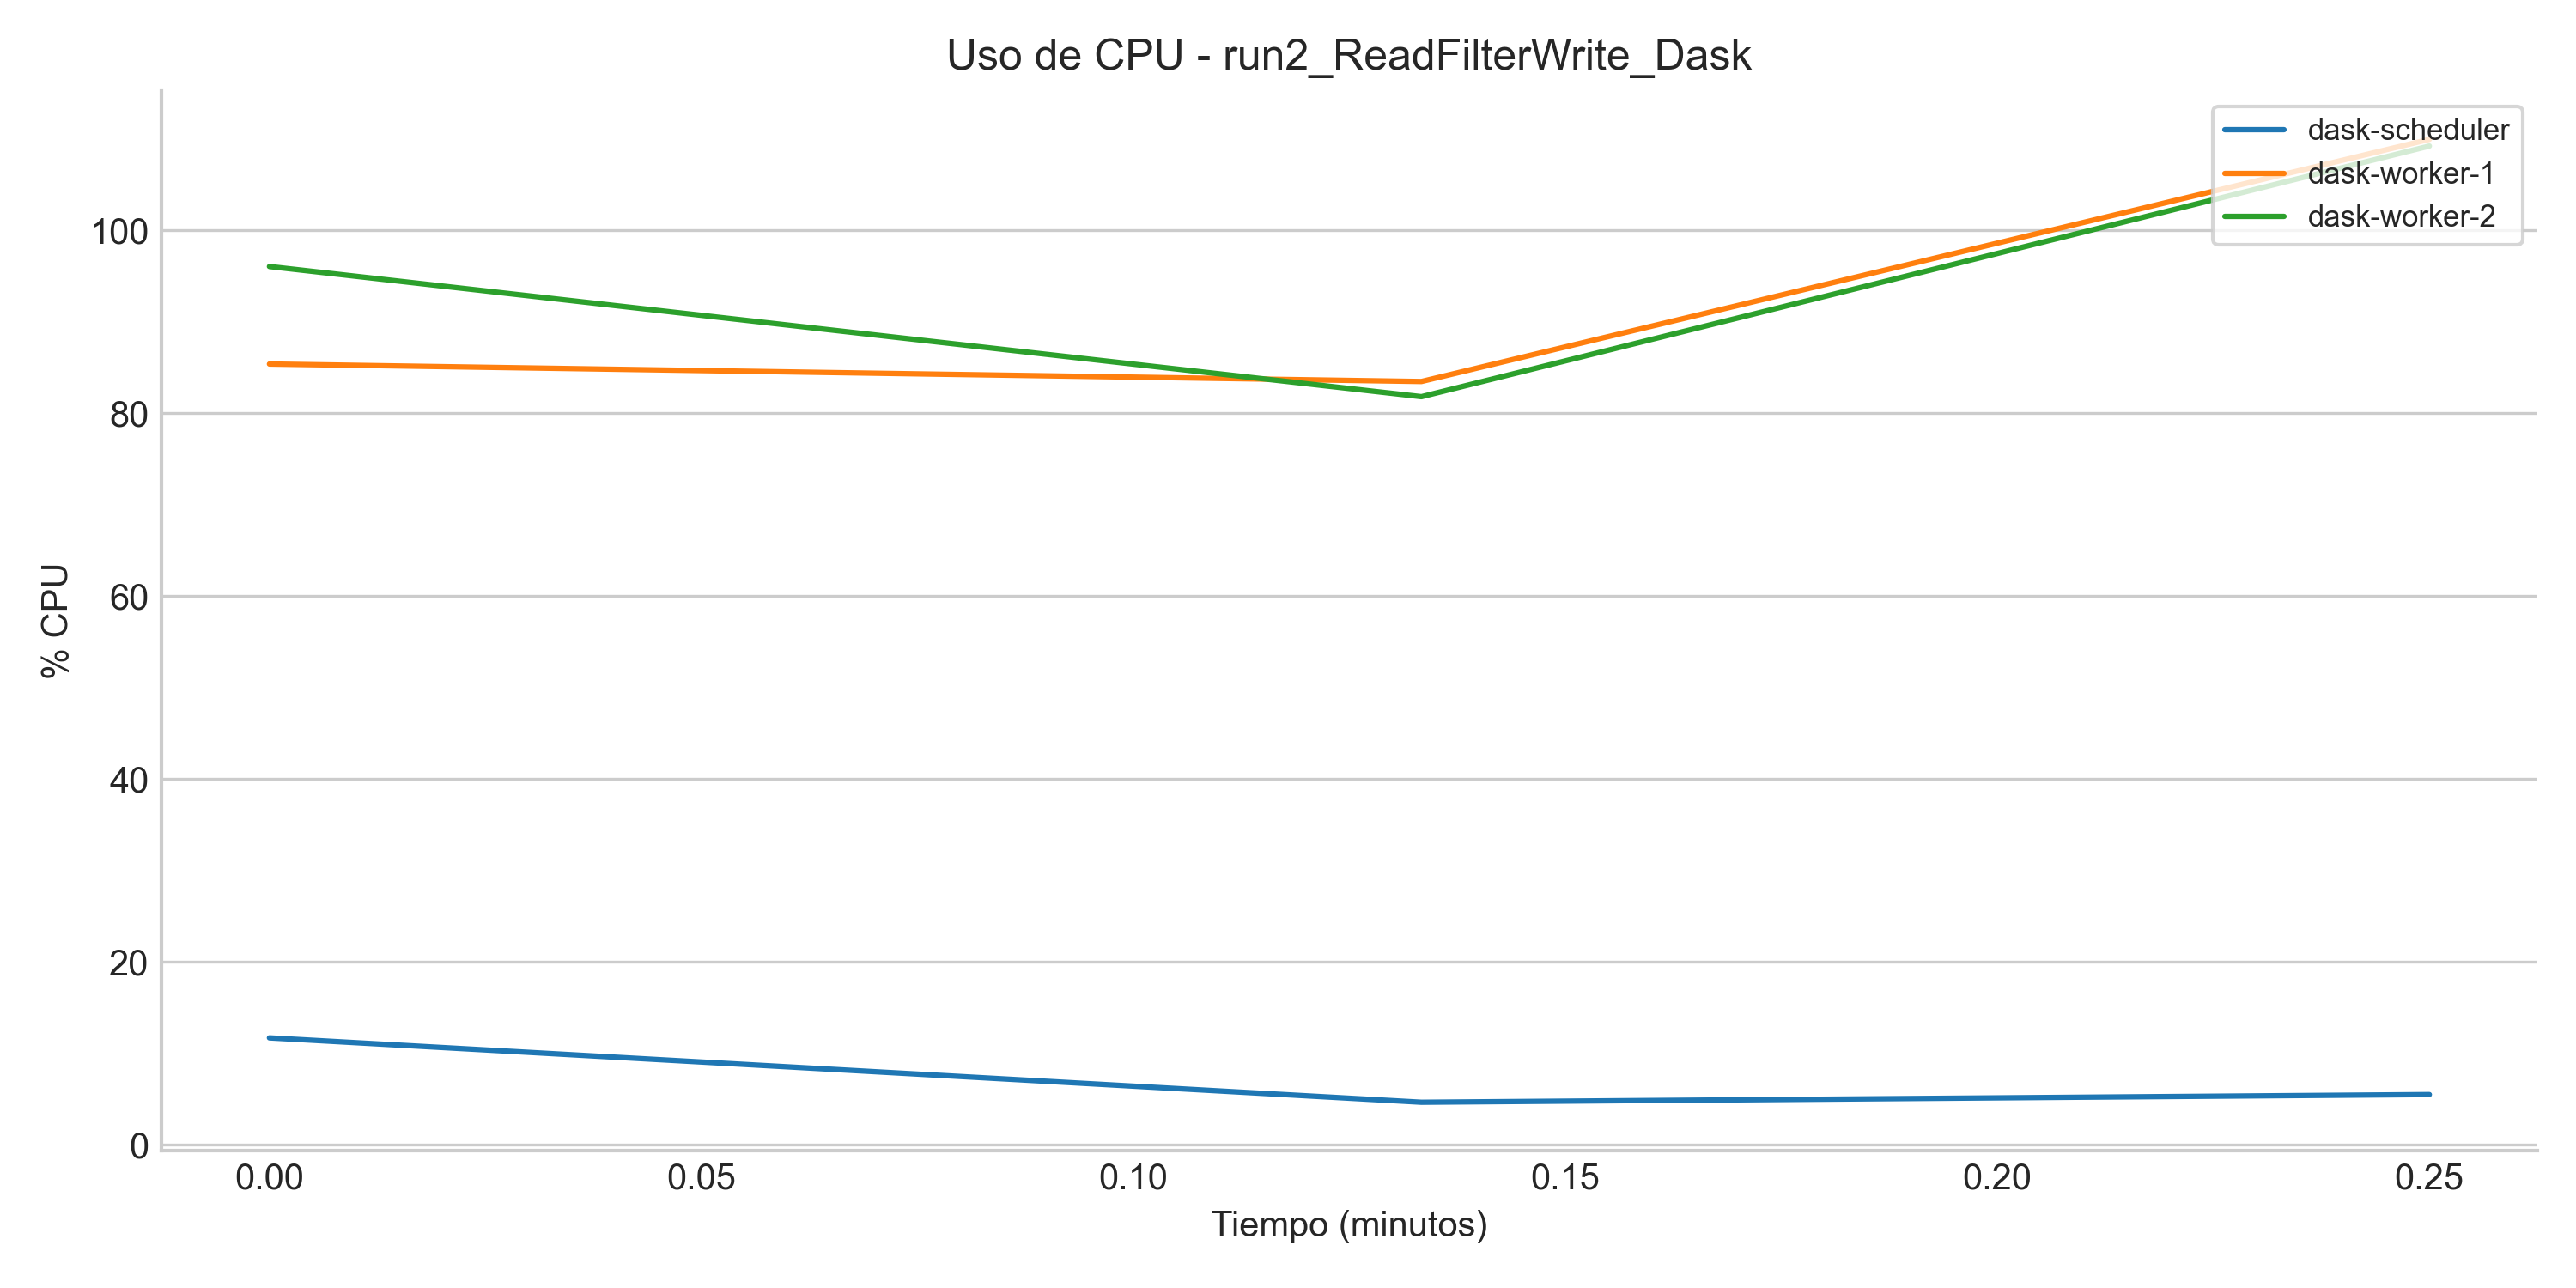 Uso de CPU - run2_ReadFilterWrite_Dask
dask-scheduler
dask-worker-1
dask-worker-2
% CPU
100
80
60
40
20
0
0.00 0.05 0.10 0.15 0.20 0.25
Tiempo (minutos)